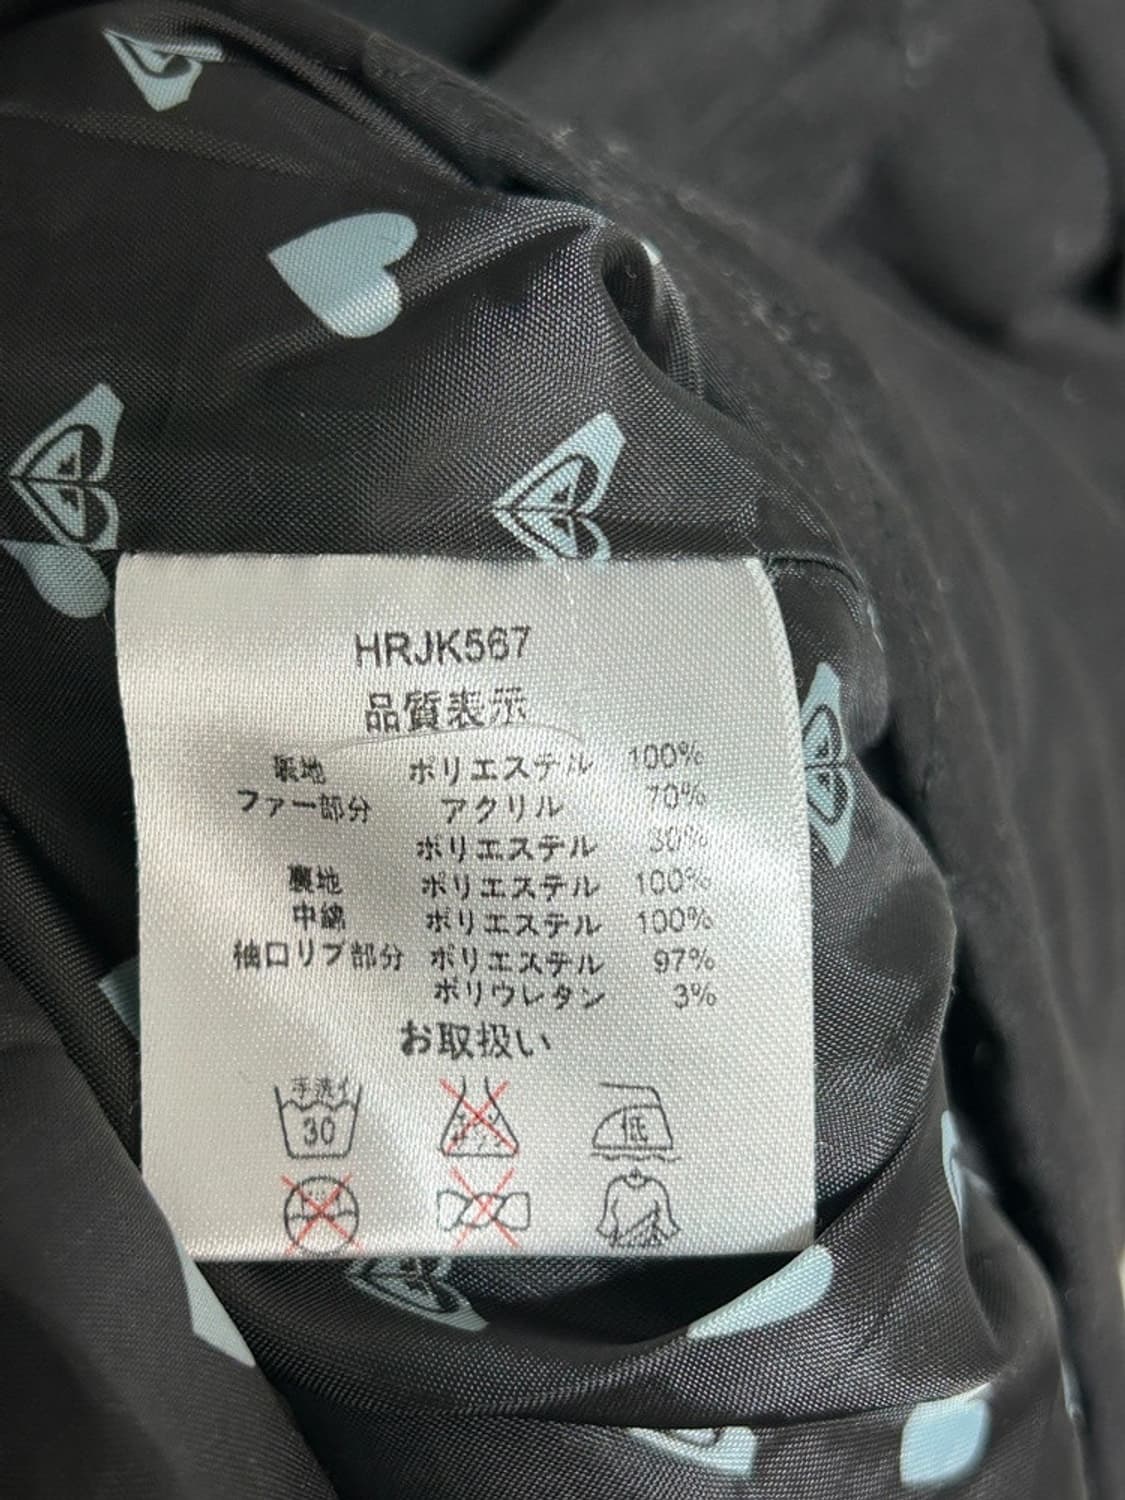 HRJK567
品質表示
表地 ポリエステル 100%
ファー部分 アクリル 70%
ポリエステル 30%
裏地 ポリエステル 100%
中綿 ポリエステル 100%
袖口リブ部分 ポリエステル 97%
ポリウレタン 3%
お取扱い
手洗イ
30
低